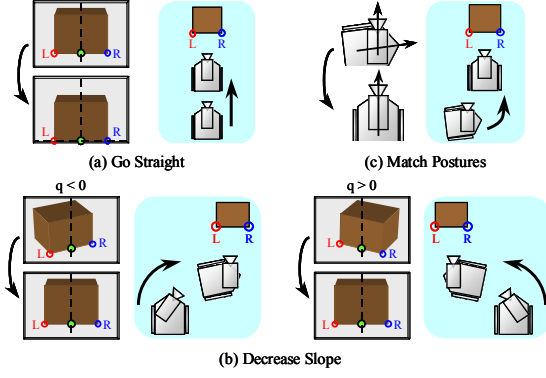 L R
L R
L R
(a) Go Straight
L R
(c) Match Postures
q < 0
L R
L R
L R
q > 0
L R
L R
L R
(b) Decrease Slope